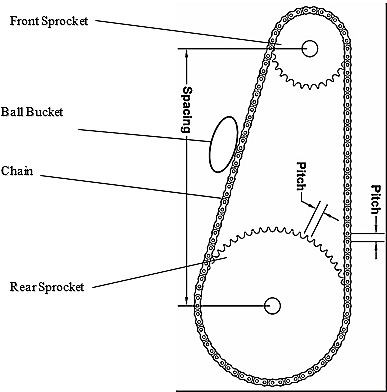 Front Sprocket
Spacing
Ball Bucket
Chain
Pitch
Pitch
Rear Sprocket